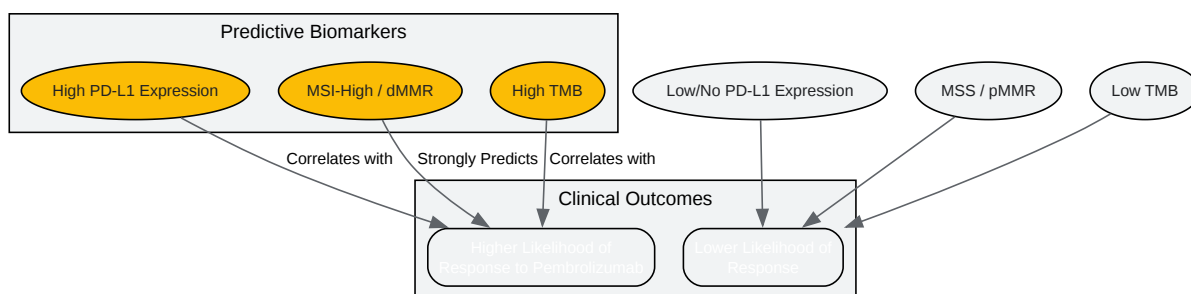 Predictive Biomarkers
High PD-L1 Expression
MSI-High / dMMR
High TMB
Low/No PD-L1 Expression
MSS / pMMR
Low TMB
Correlates with
Strongly Predicts
Correlates with
Clinical Outcomes
Higher Likelihood of
Response to Pembrolizumab
Lower Likelihood of
Response